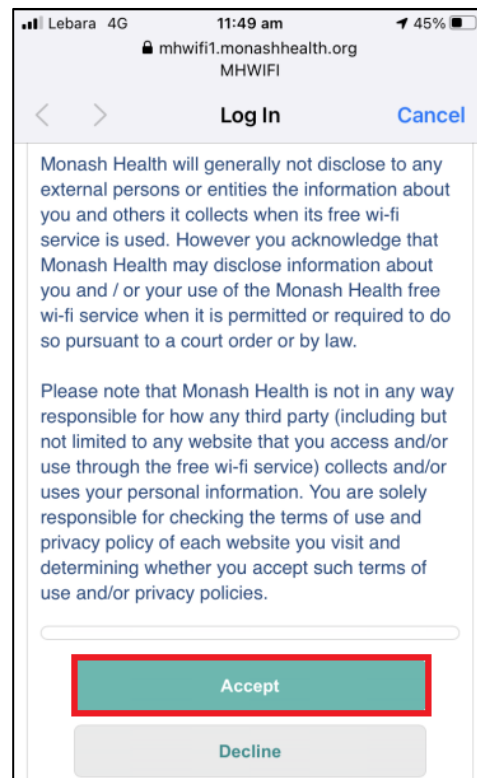 Lebara 4G 11:49 am 45%
mhwifi1.monashhealth.org
MHWIFI
Log In Cancel
Monash Health will generally not disclose to any
external persons or entities the information about
you and others it collects when its free wi-fi
service is used. However you acknowledge that
Monash Health may disclose information about
you and / or your use of the Monash Health free
wi-fi service when it is permitted or required to do
so pursuant to a court order or by law.
Please note that Monash Health is not in any way
responsible for how any third party (including but
not limited to any website that you access and/or
use through the free wi-fi service) collects and/or
uses your personal information. You are solely
responsible for checking the terms of use and
privacy policy of each website you visit and
determining whether you accept such terms of
use and/or privacy policies.
Accept
Decline